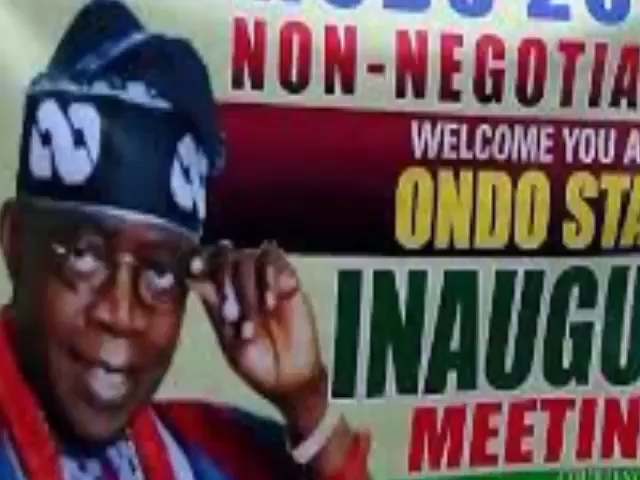 NON-NEGOTIA
WELCOME YOU A
ONDO STA
INAUGU
MEETIN